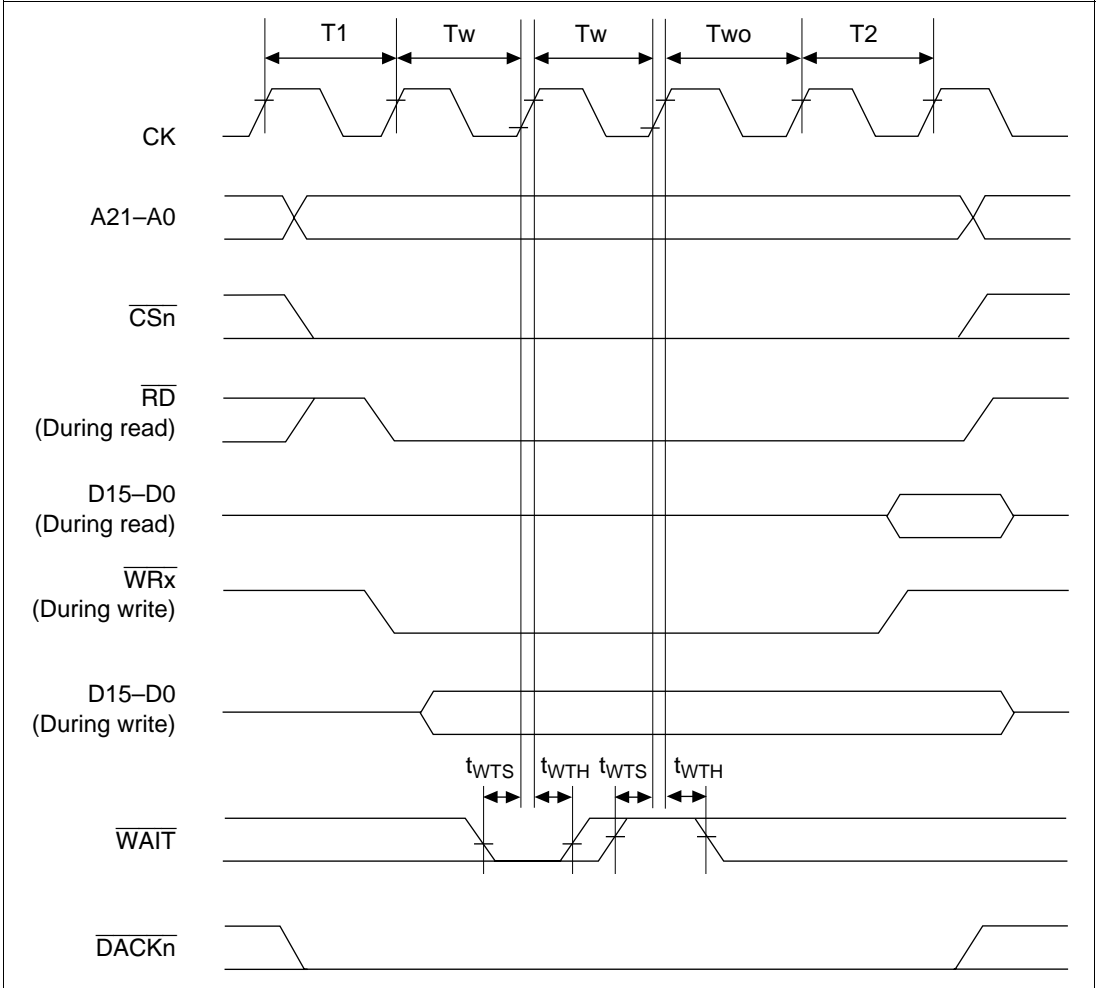 T1 Tw Tw Two T2
CK
A21–A0
CSn
RD
(During read)
D15–D0
(During read)
WRx
(During write)
D15–D0
(During write)
tWTS tWTH tWTS tWTH
WAIT
DACKn